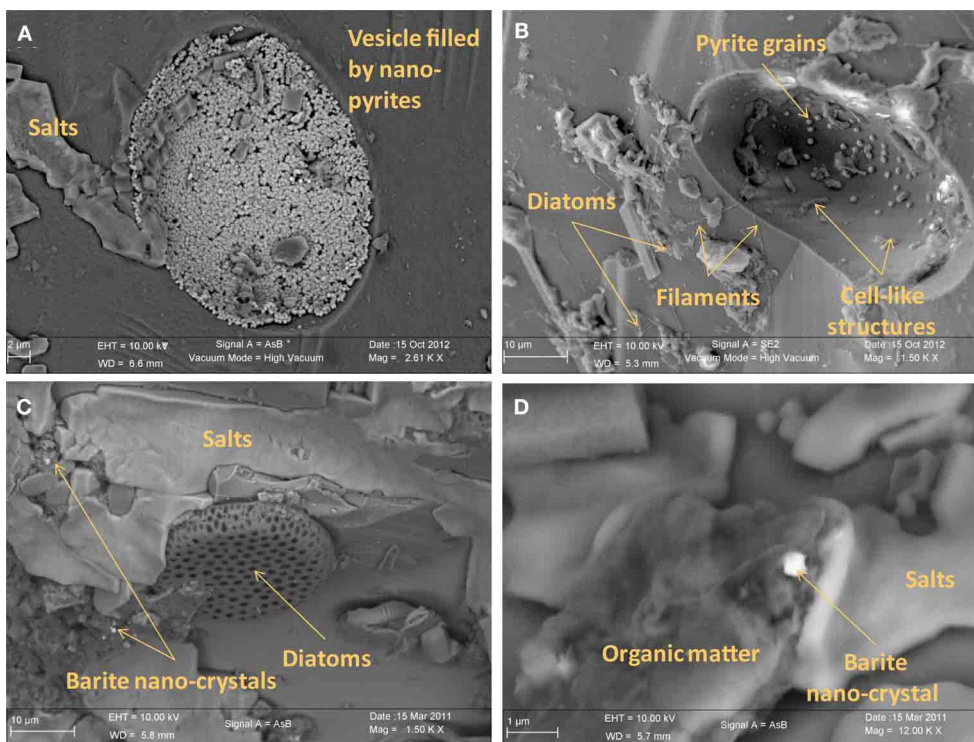 A
Vesicle filled
by nano-
pyrites
Salts
2 µm
EHT = 10.00 kV
WD = 6.6 mm
Signal A = AsB *
Vacuum Mode = High Vacuum
Date :15 Oct 2012
Mag = 2.61 K X
B
Pyrite grains
Diatoms
Filaments
Cell-like
structures
10 µm
EHT = 10.00 kV
WD = 5.3 mm
Signal A = SE2
Vacuum Mode = High Vacuum
Date :15 Oct 2012
Mag = 1.50 K X
C
Salts
Diatoms
Barite nano-crystals
10 µm
EHT = 10.00 kV
WD = 5.8 mm
Signal A = AsB
Date :15 Mar 2011
Mag = 1.50 K X
D
Salts
Organic matter
Barite
nano-crystal
1 µm
EHT = 10.00 kV
WD = 5.7 mm
Signal A = AsB
Date :15 Mar 2011
Mag = 12.00 K X